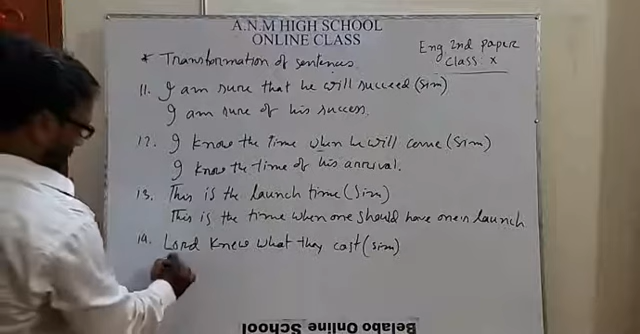 A.N.M HIGH SCHOOL
ONLINE CLASS
Eng 2nd paper
class: x
* Transformation of sentences.
11. I am sure that he will succeed (sim)
I am sure of his success.
12. I know the time when he will come (sim)
I know the time of his arrival.
13. This is the launch time (sim)
This is the time when one should have one's launch
14. Lord knew what they cost (sim)
Belabo Online School